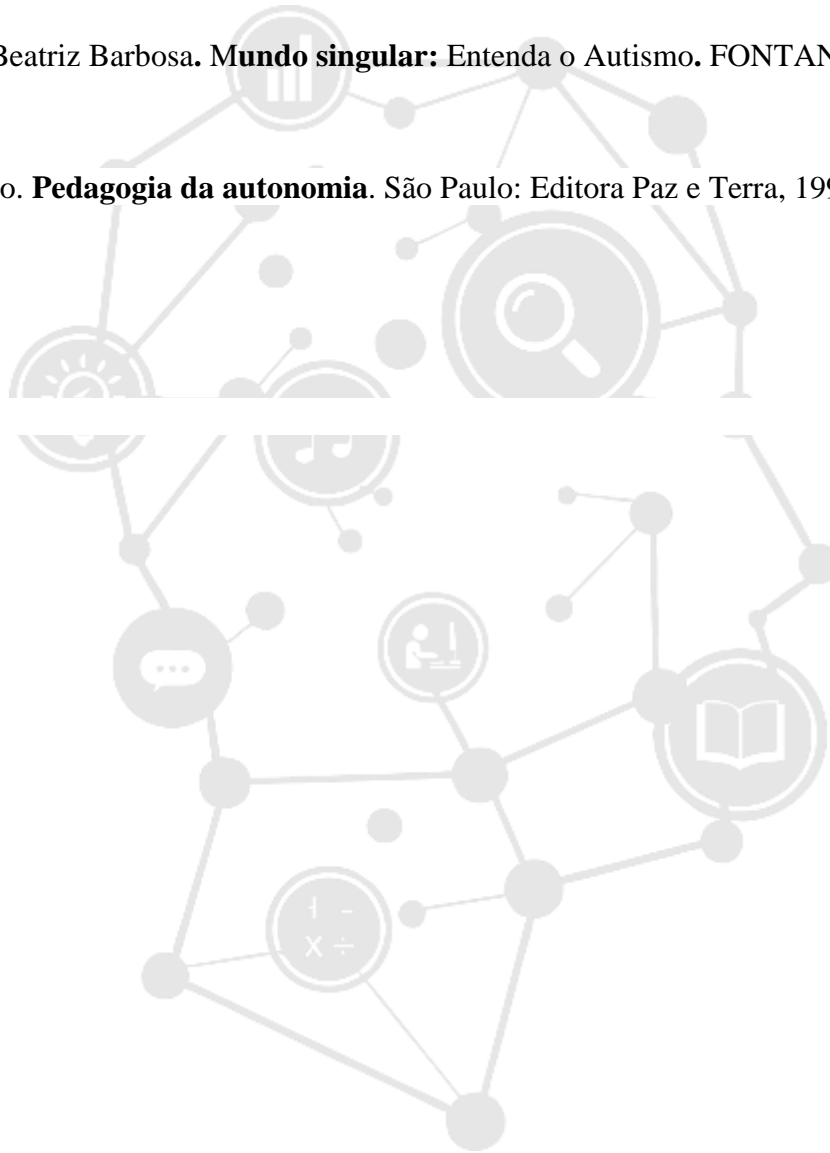 Beatriz Barbosa. Mundo singular: Entenda o Autismo. FONTAN
o. Pedagogia da autonomia. São Paulo: Editora Paz e Terra, 199